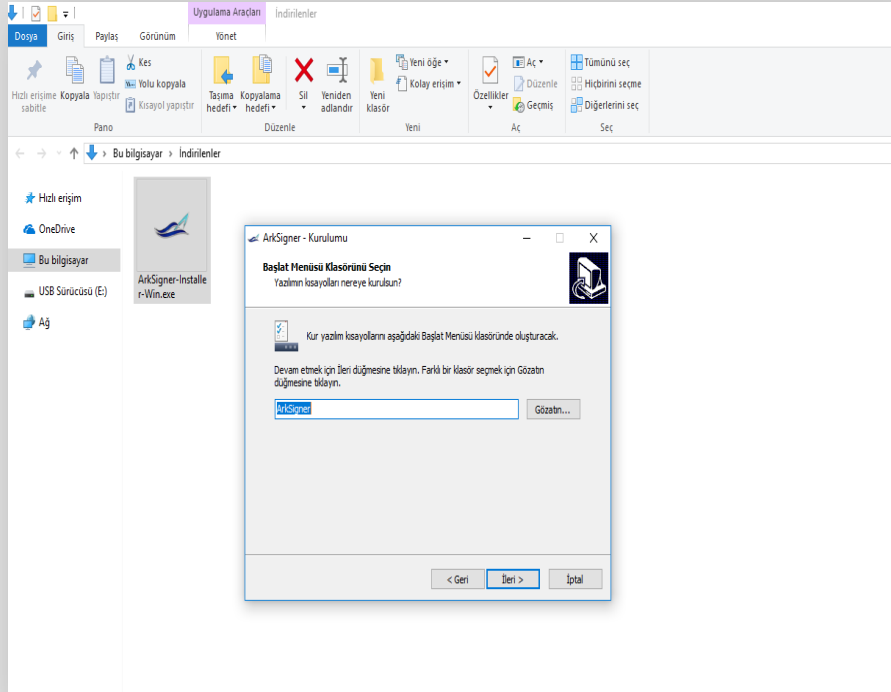 Uygulama Araçları
İndirilenler
Dosya
Giriş
Paylaş
Görünüm
Yönet
Hızlı erişime
sabitle
Kopyala
Yapıştır
Kes
Yolu kopyala
Kısayol yapıştır
Pano
Taşıma
hedefi
Kopyalama
hedefi
Sil
Yeniden
adlandır
Düzenle
Yeni
klasör
Yeni öğe
Kolay erişim
Yeni
Özellikler
Aç
Düzenle
Geçmiş
Aç
Tümünü seç
Hiçbirini seçme
Diğerlerini seç
Seç
Bu bilgisayar › İndirilenler
Hızlı erişim
OneDrive
Bu bilgisayar
USB Sürücüsü (E:)
Ağ
ArkSigner-Installe
r-Win.exe
ArkSigner - Kurulumu
Başlat Menüsü Klasörünü Seçin
Yazılımın kısayolları nereye kurulsun?
Kur yazılım kısayollarını aşağıdaki Başlat Menüsü klasöründe oluşturacak.
Devam etmek için İleri düğmesine tıklayın. Farklı bir klasör seçmek için Gözatın
düğmesine tıklayın.
ArkSigner
Gözatın...
< Geri
İleri >
İptal